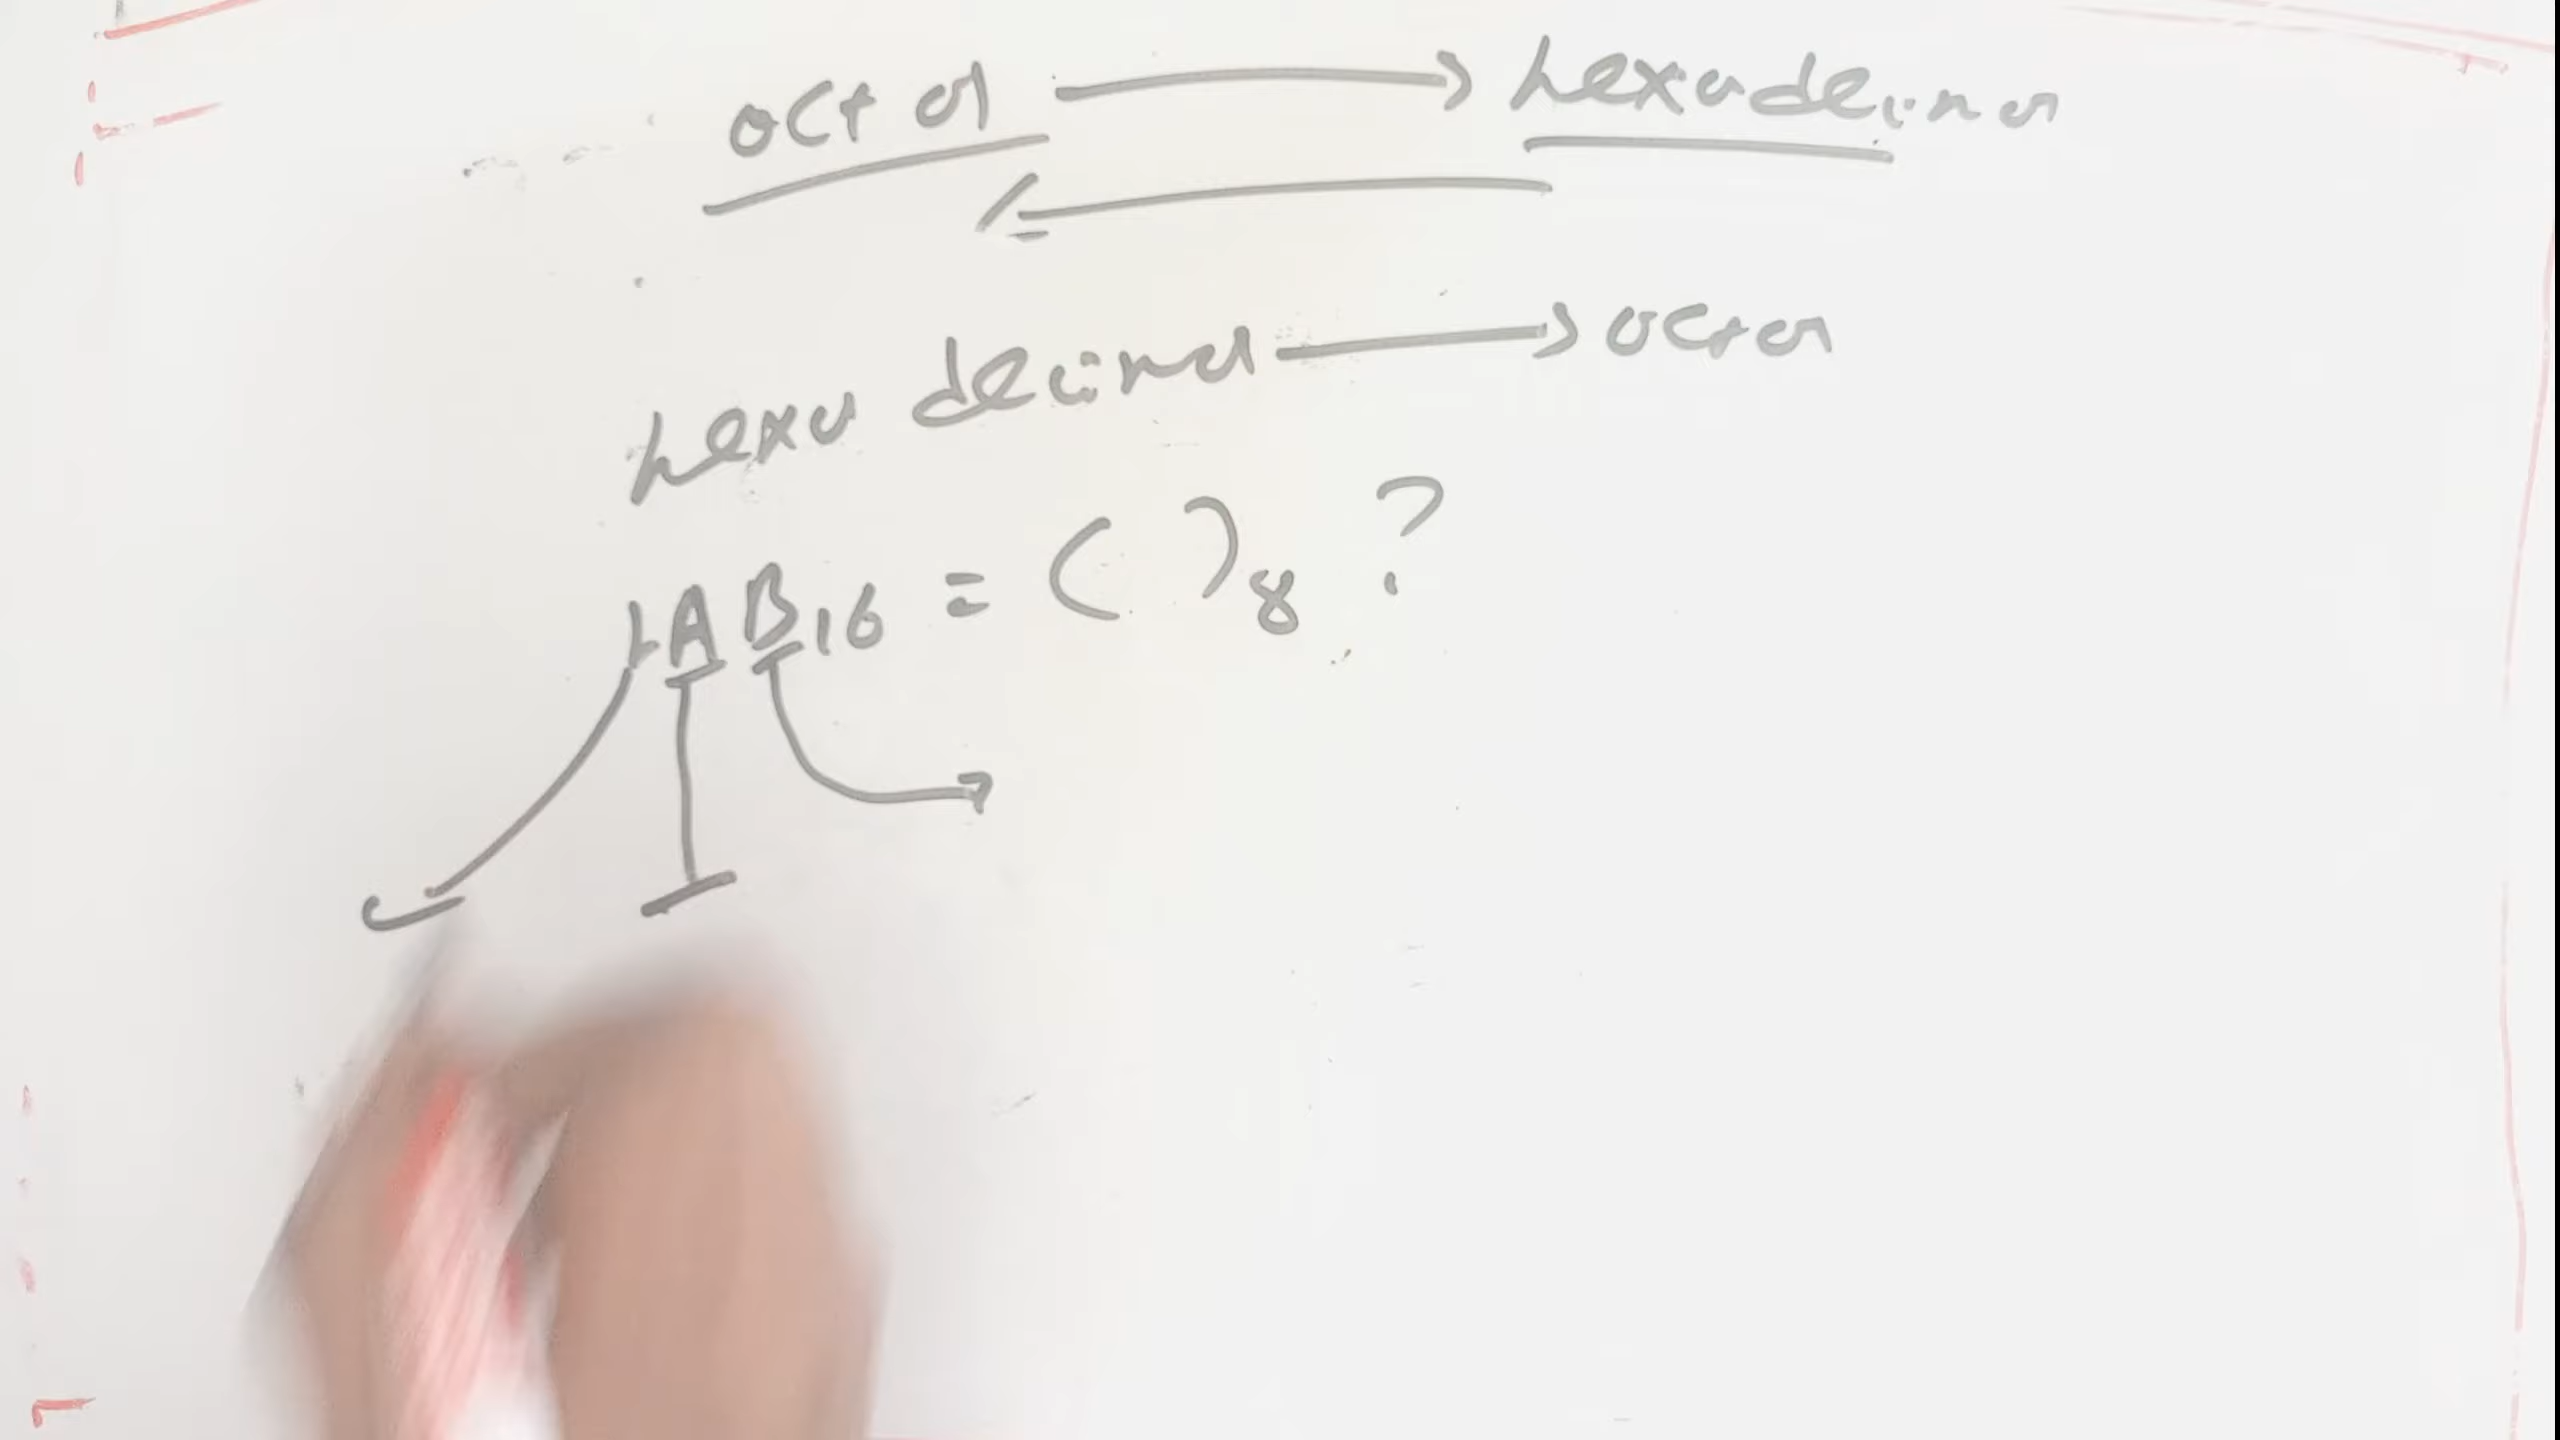 octal → hexadecimal
hexa decimal → octal
1AB16 = ( )8 ?